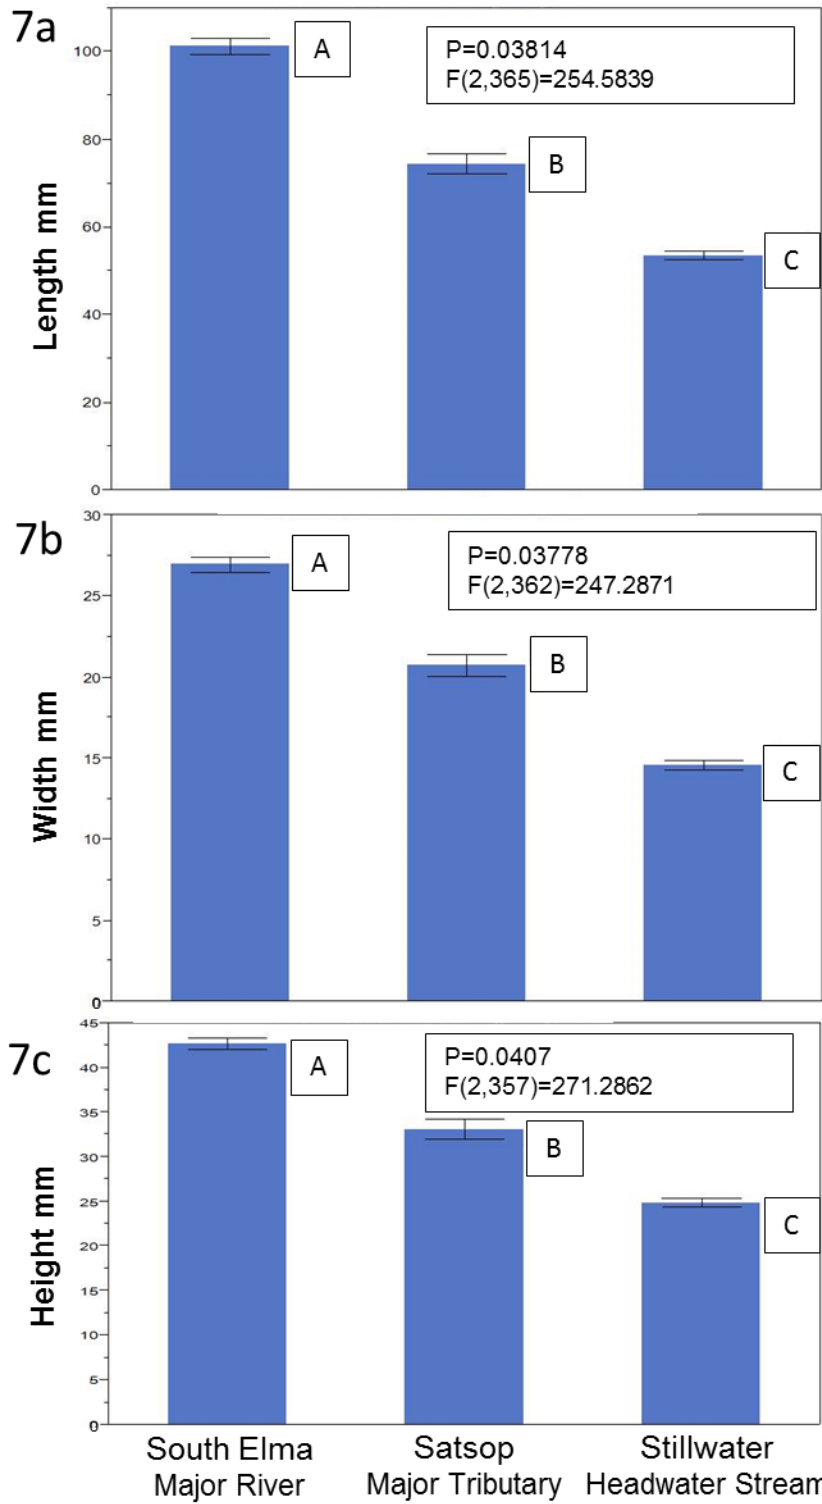 7a
Length mm
100
80
60
40
20
0
A
P=0.03814
F(2,365)=254.5839
B
C
7b
Width mm
30
25
20
15
10
5
0
A
P=0.03778
F(2,362)=247.2871
B
C
7c
Height mm
45
40
35
30
25
20
15
10
5
0
A
P=0.0407
F(2,357)=271.2862
B
C
South Elma
Major River
Satsop
Major Tributary
Stillwater
Headwater Stream